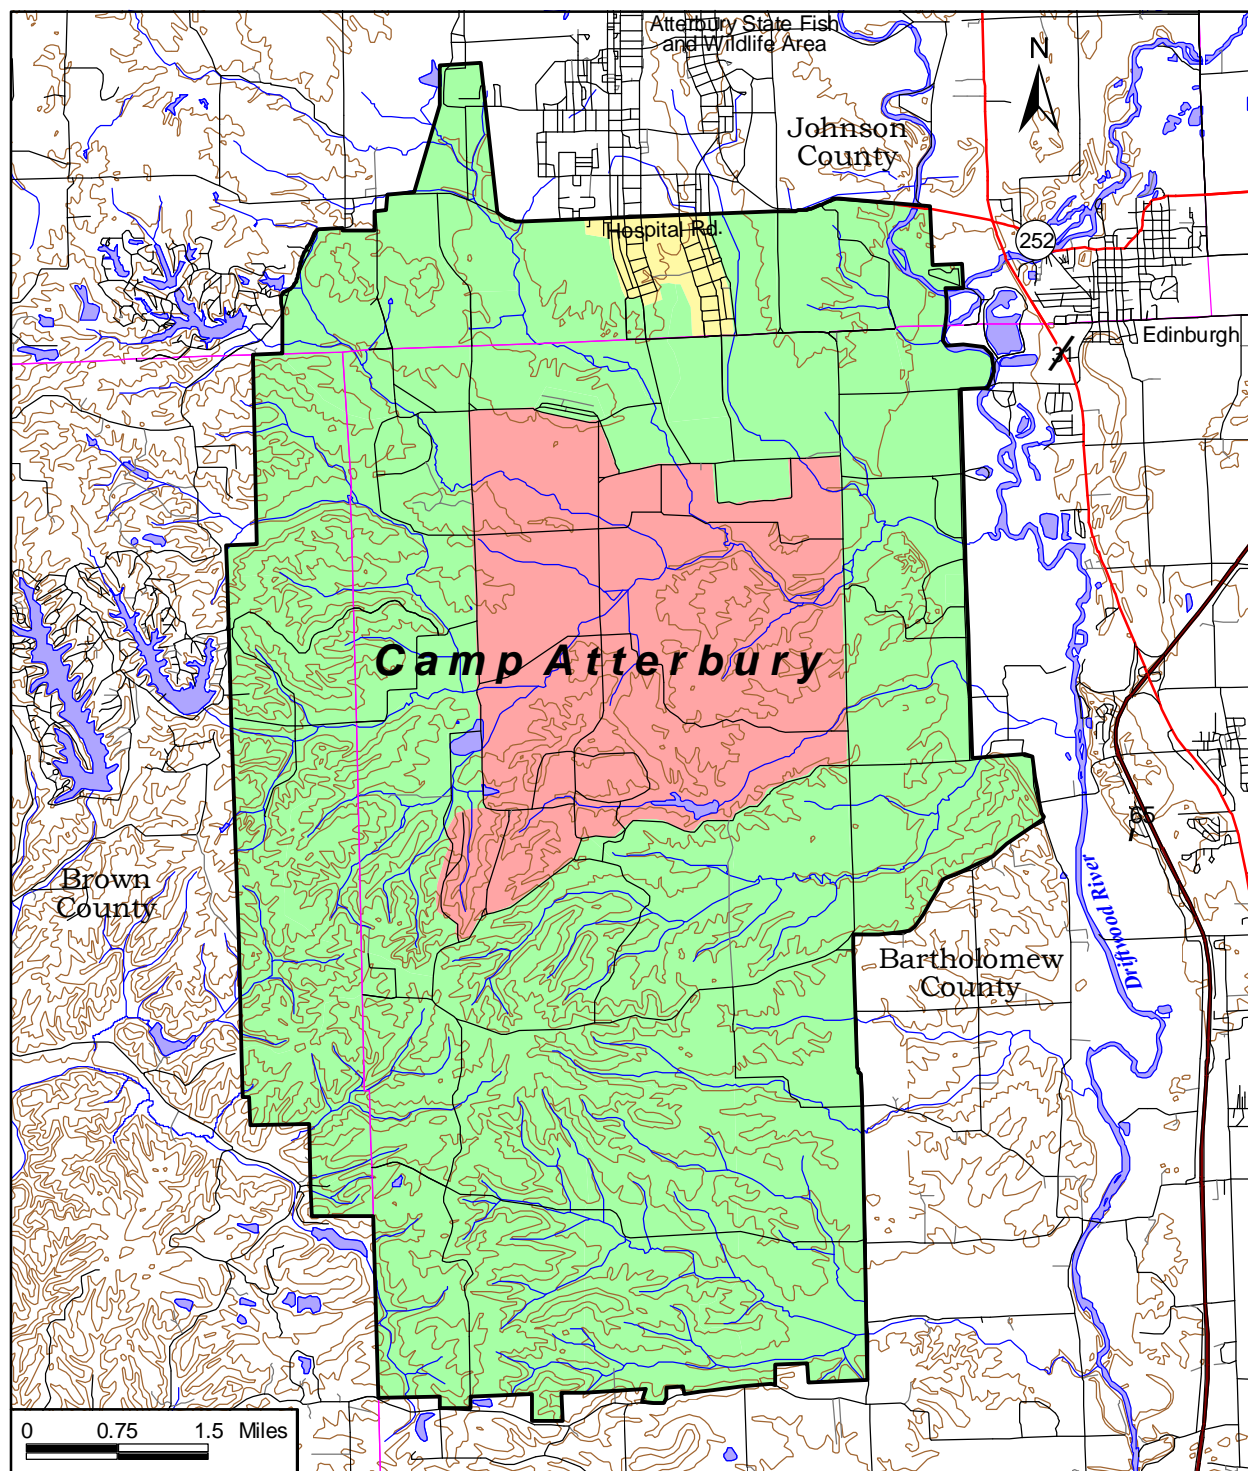 Atterbury State Fish
and Wildlife Area
N
Johnson
County
Hospital Rd.
252
Edinburgh
31
Camp Atterbury
65
Brown
County
Driftwood River
Bartholomew
County
0 0.75 1.5 Miles